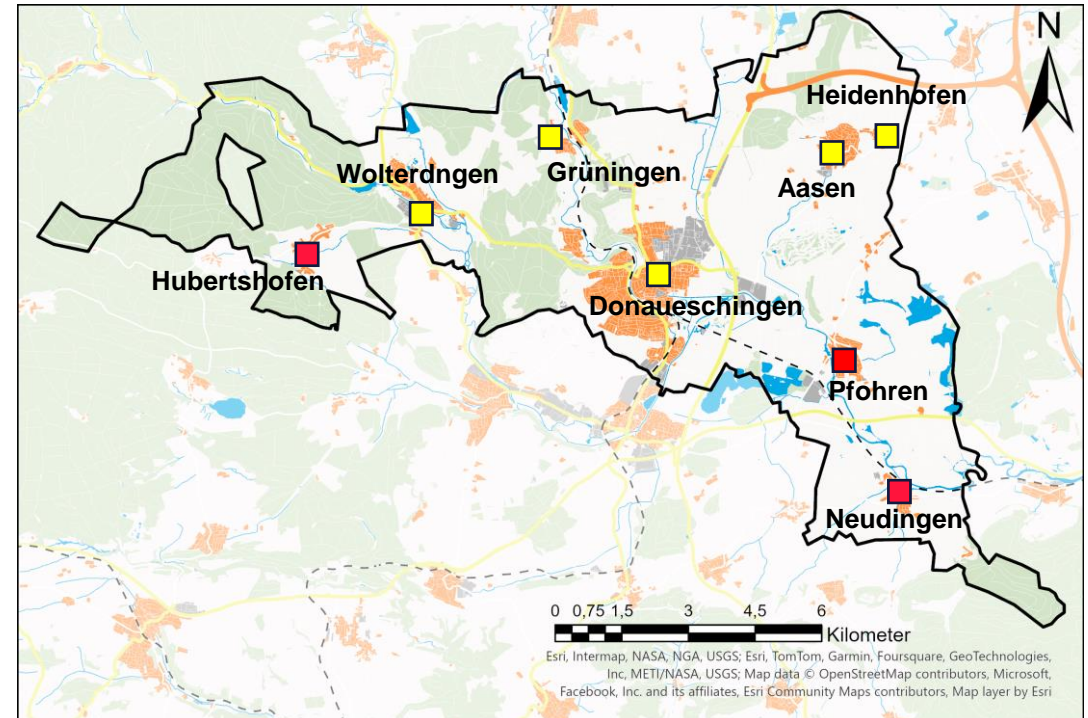 N
Heidenhofen
Aasen
Grüningen
Wolterdngen
Hubertshofen
Donaueschingen
Pfohren
Neudingen
0 0,75 1,5 3 4,5 6
Kilometer
Esri, Intermap, NASA, NGA, USGS; Esri, TomTom, Garmin, Foursquare, GeoTechnologies,
Inc, METI/NASA, USGS; Map data © OpenStreetMap contributors, Microsoft,
Facebook, Inc. and its affiliates, Esri Community Maps contributors, Map layer by Esri